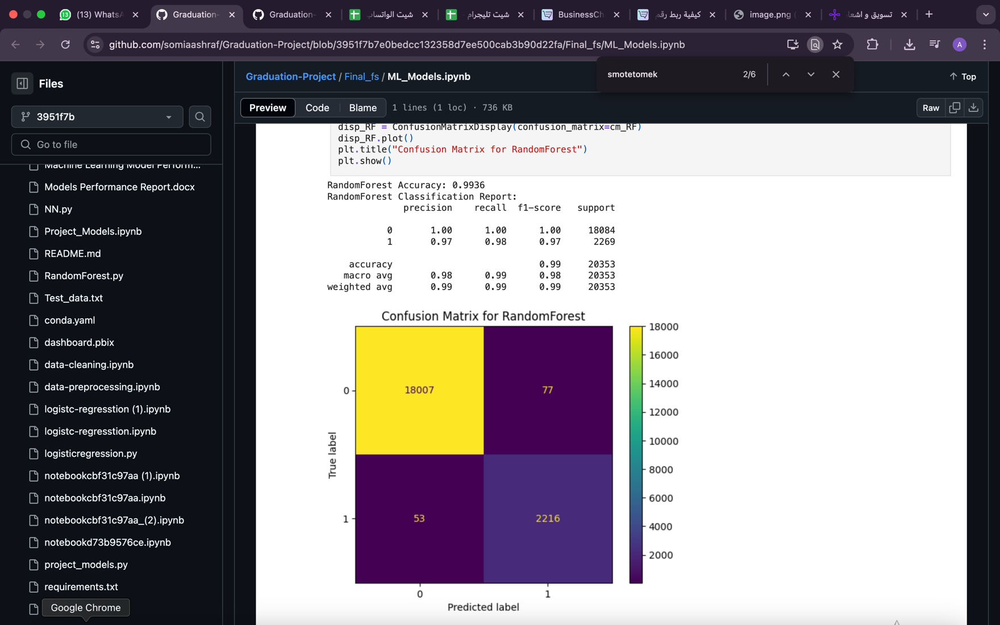 (13) WhatsA
Graduation-
Graduation-
شيت الواتساب
شيت تليجرام
BusinessCh
كيفية ربط رقم
image.png (
تسويق و اشعا
github.com/somiaashraf/Graduation-Project/blob/3951f7b7e0bedcc132358d7ee500cab3b90d22fa/Final_fs/ML_Models.ipynb
A
smotetomek
2/6
Files
3951f7b
Go to file
Machine Learning Model Perform...
Models Performance Report.docx
NN.py
Project_Models.ipynb
README.md
RandomForest.py
Test_data.txt
conda.yaml
dashboard.pbix
data-cleaning.ipynb
data-preprocessing.ipynb
logistc-regresstion (1).ipynb
logistc-regresstion.ipynb
logisticregression.py
notebookcbf31c97aa (1).ipynb
notebookcbf31c97aa.ipynb
notebookcbf31c97aa_(2).ipynb
notebookd73b9576ce.ipynb
project_models.py
requirements.txt
Google Chrome
Graduation-Project / Final_fs / ML_Models.ipynb
Top
Preview Code Blame 1 lines (1 loc) · 736 KB
Raw
disp_RF = ConfusionMatrixDisplay(confusion_matrix=cm_RF)
disp_RF.plot()
plt.title("Confusion Matrix for RandomForest")
plt.show()
RandomForest Accuracy: 0.9936
RandomForest Classification Report:
precision recall f1-score support
0 1.00 1.00 1.00 18084
1 0.97 0.98 0.97 2269
accuracy 0.99 20353
macro avg 0.98 0.99 0.98 20353
weighted avg 0.99 0.99 0.99 20353
Confusion Matrix for RandomForest
18007 77
53 2216
True label
0
1
0 1
Predicted label
18000
16000
14000
12000
10000
8000
6000
4000
2000